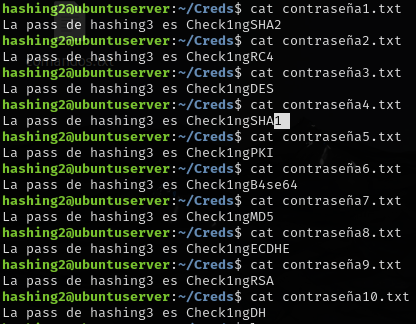 hashing2@ubuntuserver:~/Creds$ cat contraseña1.txt
La pass de hashing3 es Check1ngSHA2
hashing2@ubuntuserver:~/Creds$ cat contraseña2.txt
La pass de hashing3 es Check1ngRC4
hashing2@ubuntuserver:~/Creds$ cat contraseña3.txt
La pass de hashing3 es Check1ngDES
hashing2@ubuntuserver:~/Creds$ cat contraseña4.txt
La pass de hashing3 es Check1ngSHA1
hashing2@ubuntuserver:~/Creds$ cat contraseña5.txt
La pass de hashing3 es Check1ngPKI
hashing2@ubuntuserver:~/Creds$ cat contraseña6.txt
La pass de hashing3 es Check1ngB4se64
hashing2@ubuntuserver:~/Creds$ cat contraseña7.txt
La pass de hashing3 es Check1ngMD5
hashing2@ubuntuserver:~/Creds$ cat contraseña8.txt
La pass de hashing3 es Check1ngECDHE
hashing2@ubuntuserver:~/Creds$ cat contraseña9.txt
La pass de hashing3 es Check1ngRSA
hashing2@ubuntuserver:~/Creds$ cat contraseña10.txt
La pass de hashing3 es Check1ngDH